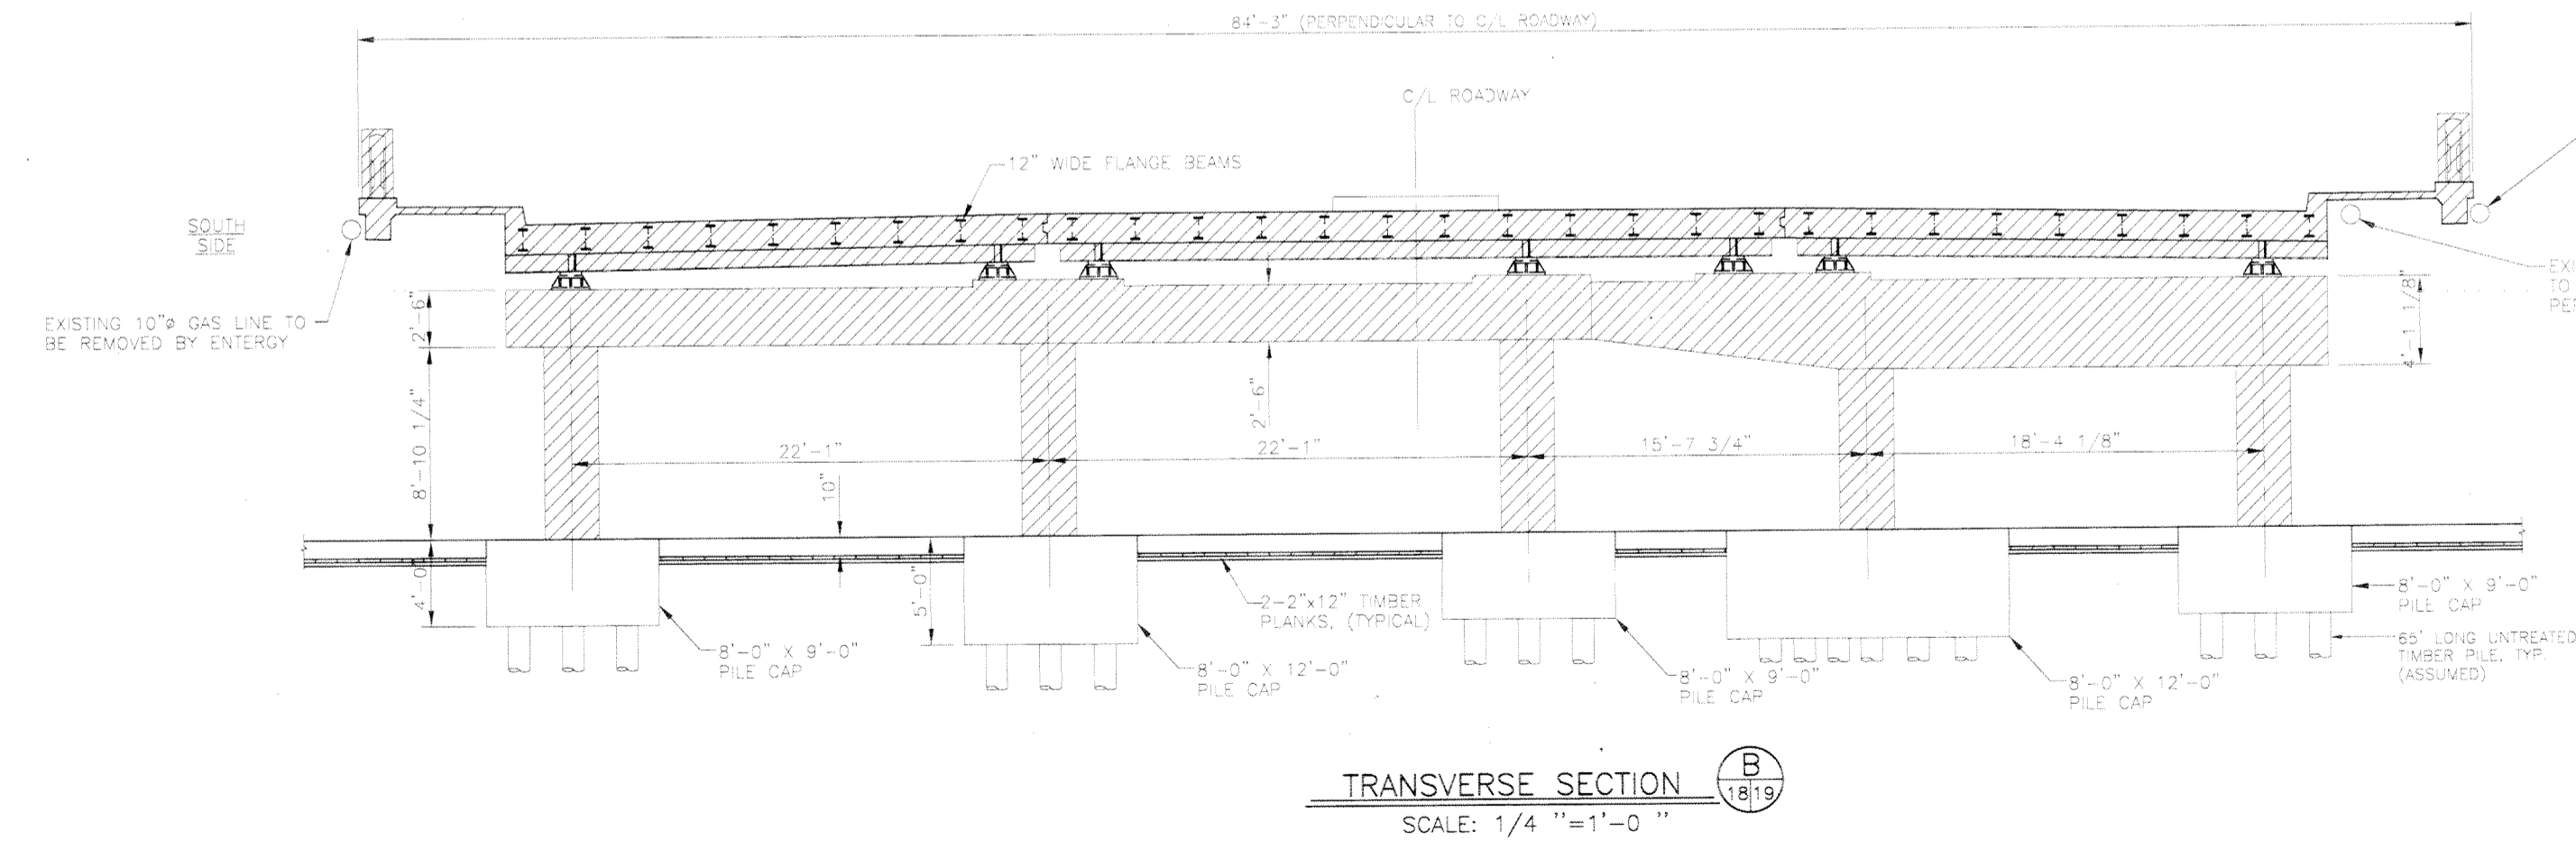 84'-3" (PERPENDICULAR TO C/L ROADWAY)
C/L ROADWAY
12" WIDE FLANGE BEAMS
SOUTH
SIDE
EXISTING 10"ø GAS LINE TO
BE REMOVED BY ENTERGY
2'-6"
8'-10 1/4"
4'-0"
22'-1"
10"
5'-0"
22'-1"
2'-6"
15'-7 3/4"
18'-4 1/8"
4'-1 1/8"
EXI
TO
PE
8'-0" X 9'-0"
PILE CAP
8'-0" X 12'-0"
PILE CAP
2-2"x12" TIMBER
PLANKS, (TYPICAL)
8'-0" X 9'-0"
PILE CAP
8'-0" X 12'-0"
PILE CAP
8'-0" X 9'-0"
PILE CAP
65' LONG UNTREATED
TIMBER PILE, TYP.
(ASSUMED)
TRANSVERSE SECTION
B
18|19
SCALE: 1/4 "=1'-0 "